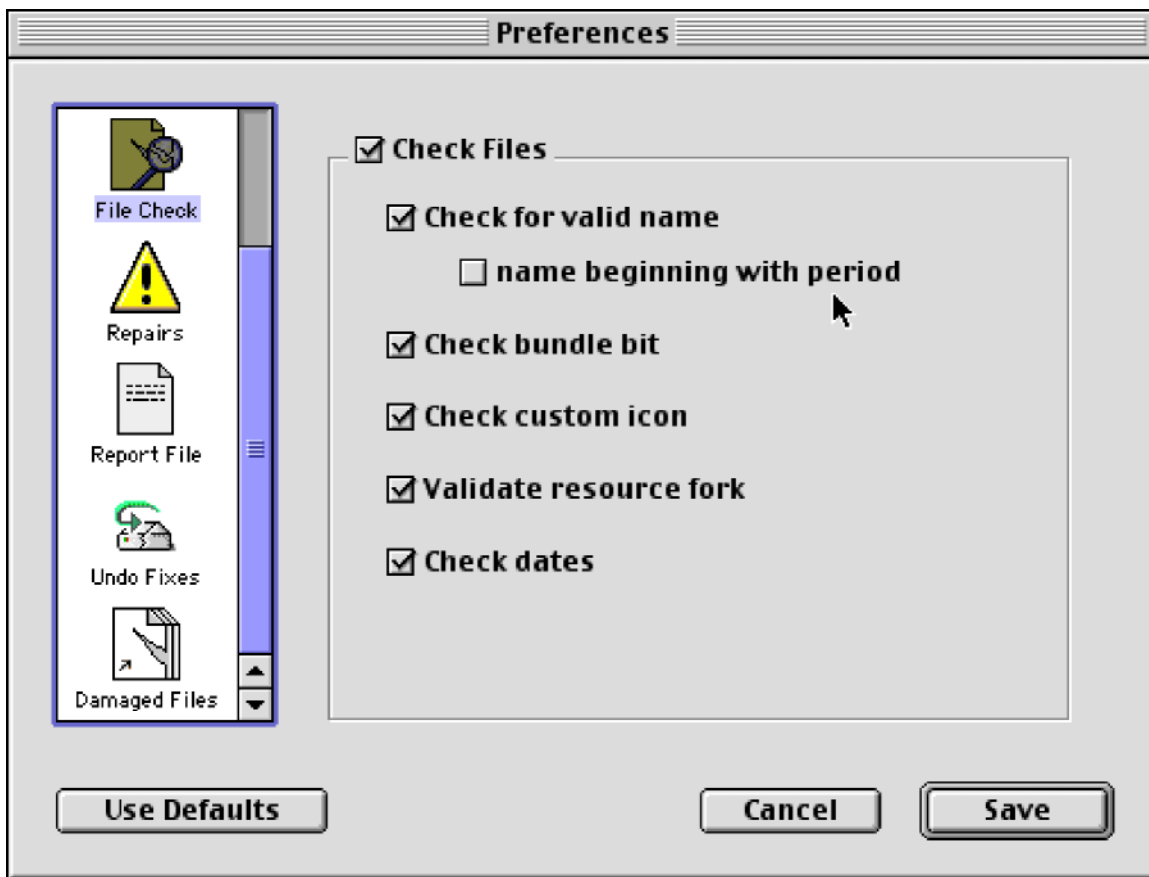 Preferences
File Check
Repairs
Report File
Undo Fixes
Damaged Files
Check Files
Check for valid name
name beginning with period
Check bundle bit
Check custom icon
Validate resource fork
Check dates
Use Defaults
Cancel
Save